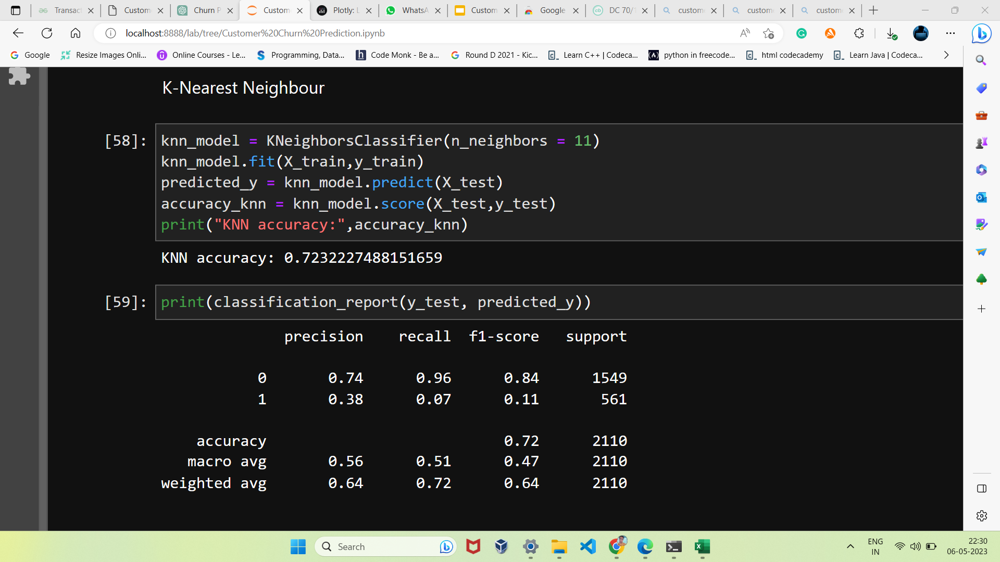 Transact
Custom
Churn P
Custom
Plotly: L
WhatsA
Custom
Google
DC 70/1
custome
custome
custom
localhost:8888/lab/tree/Customer%20Churn%20Prediction.ipynb
Google
Resize Images Onli...
Online Courses - Le...
Programming, Data...
Code Monk - Be a...
Round D 2021 - Kic...
Learn C++ | Codeca...
python in freecode...
html codecademy
Learn Java | Codeca...
K-Nearest Neighbour
[58]: knn_model = KNeighborsClassifier(n_neighbors = 11)
knn_model.fit(X_train,y_train)
predicted_y = knn_model.predict(X_test)
accuracy_knn = knn_model.score(X_test,y_test)
print("KNN accuracy:",accuracy_knn)
KNN accuracy: 0.7232227488151659
[59]: print(classification_report(y_test, predicted_y))
precision recall f1-score support
0 0.74 0.96 0.84 1549
1 0.38 0.07 0.11 561
accuracy 0.72 2110
macro avg 0.56 0.51 0.47 2110
weighted avg 0.64 0.72 0.64 2110
Search
ENG
IN
22:30
06-05-2023